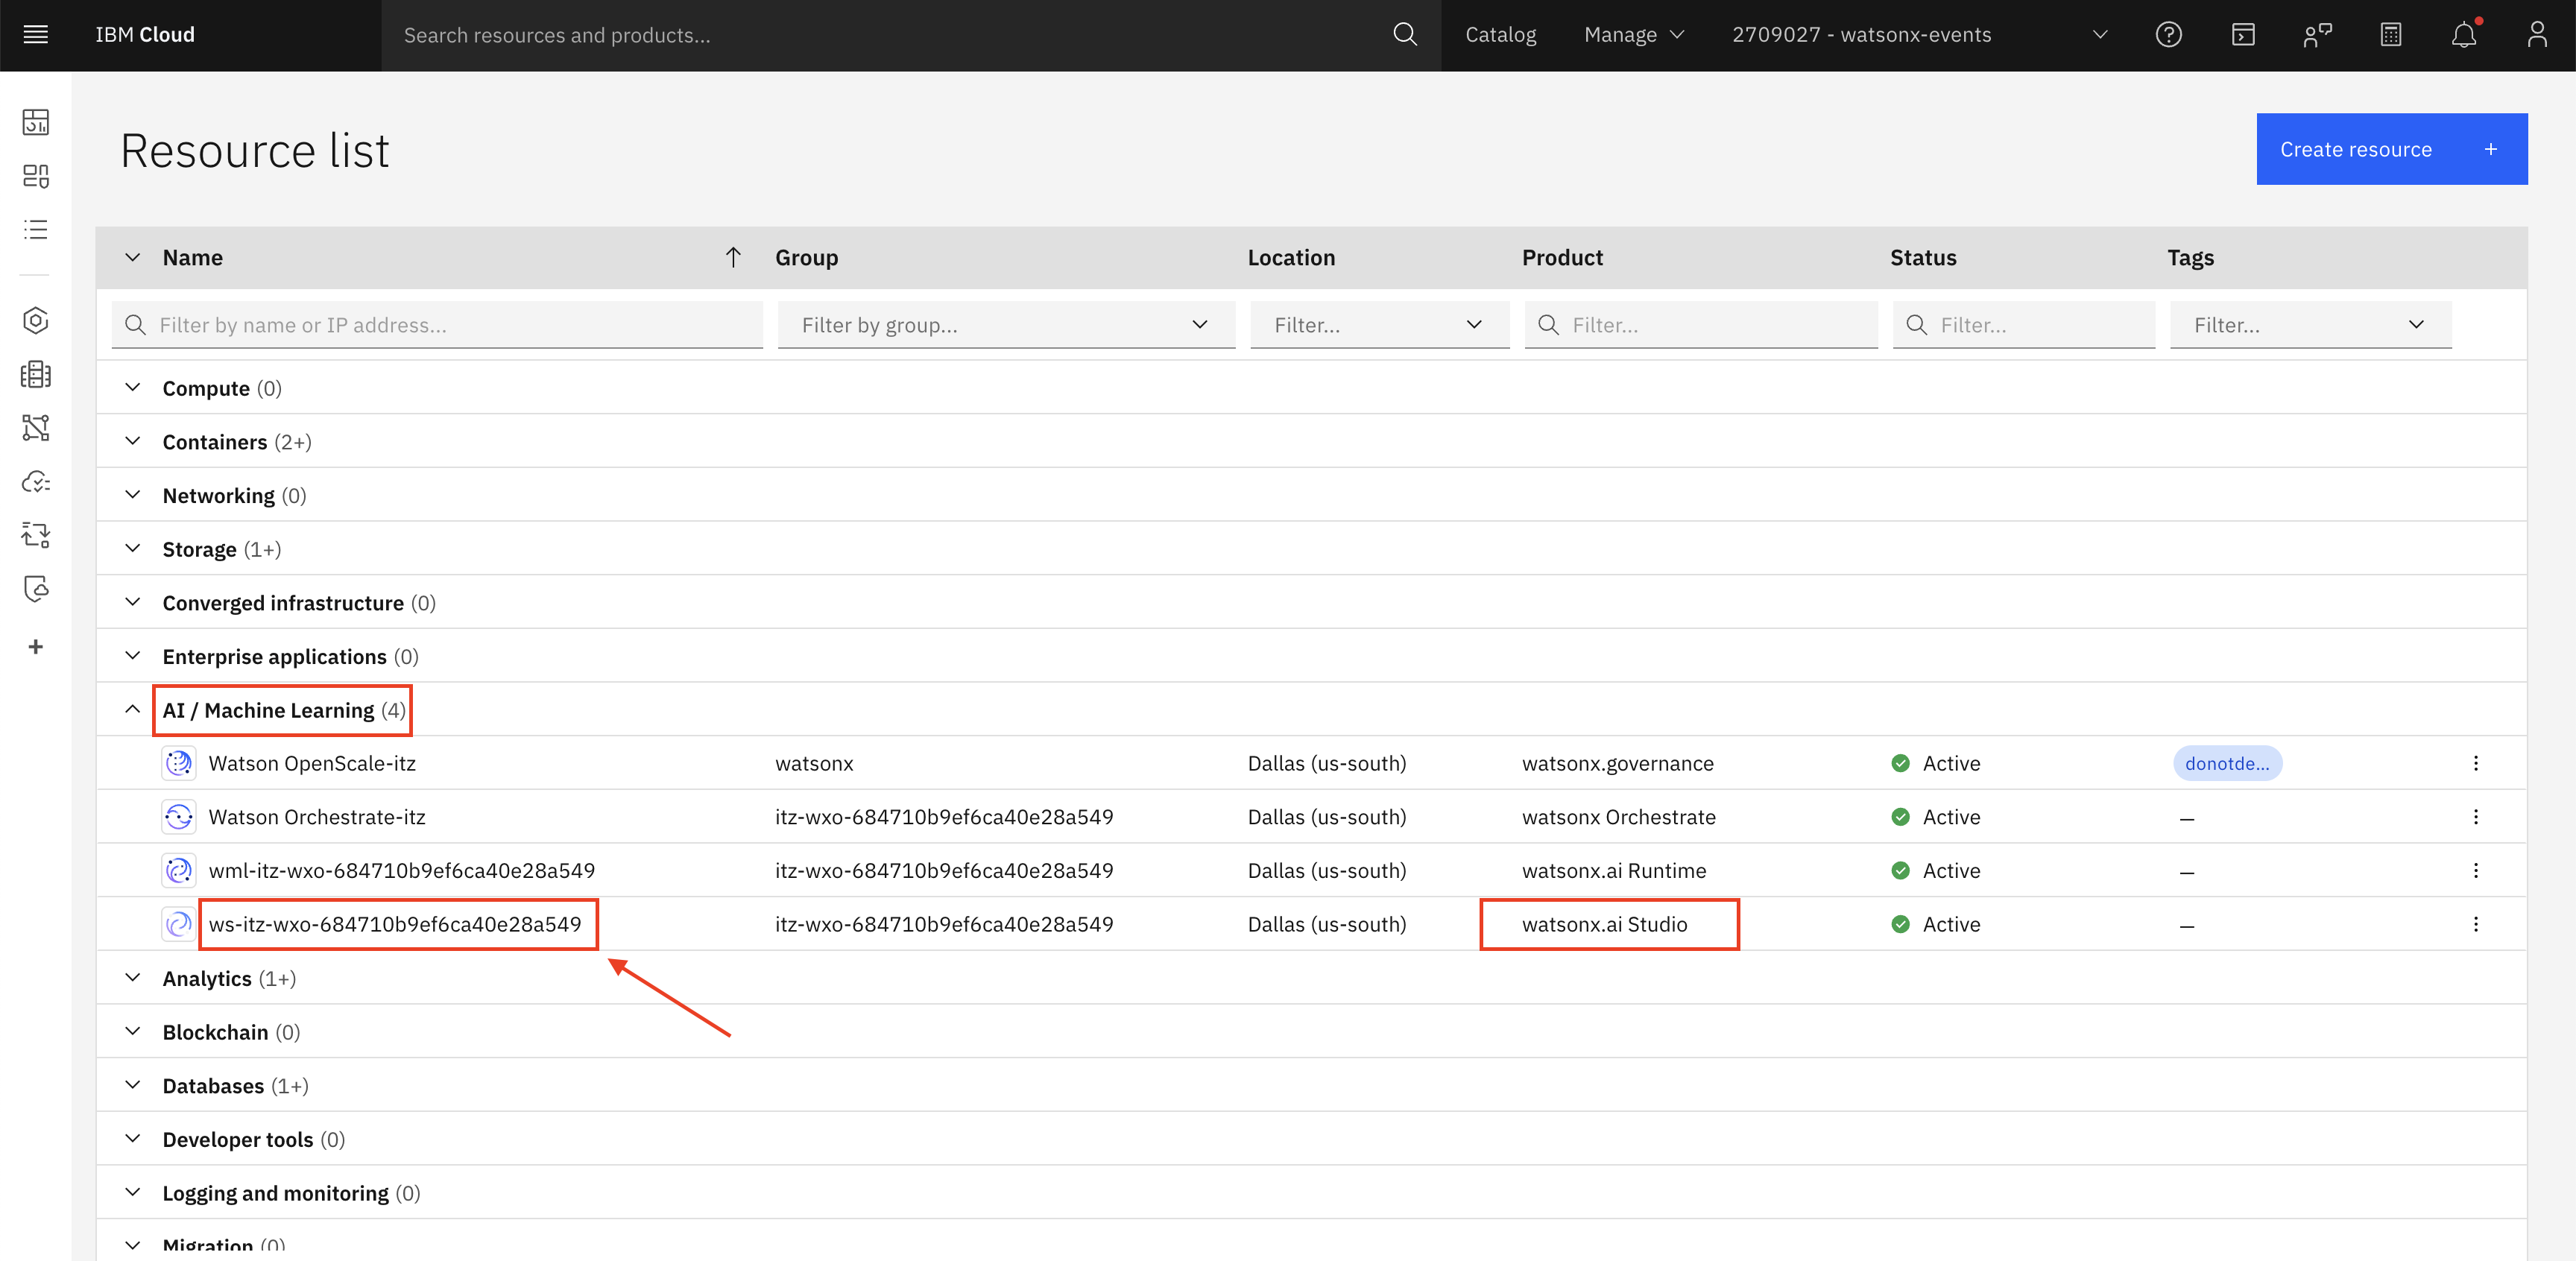 IBM Cloud
Search resources and products...
Catalog
Manage
2709027 - watsonx-events
Resource list
Create resource +
Name Group Location Product Status Tags
Filter by name or IP address... Filter by group... Filter... Filter... Filter... Filter...
Compute (0)
Containers (2+)
Networking (0)
Storage (1+)
Converged infrastructure (0)
Enterprise applications (0)
AI / Machine Learning (4)
Watson OpenScale-itz watsonx Dallas (us-south) watsonx.governance Active donotde...
Watson Orchestrate-itz itz-wxo-684710b9ef6ca40e28a549 Dallas (us-south) watsonx Orchestrate Active –
wml-itz-wxo-684710b9ef6ca40e28a549 itz-wxo-684710b9ef6ca40e28a549 Dallas (us-south) watsonx.ai Runtime Active –
ws-itz-wxo-684710b9ef6ca40e28a549 itz-wxo-684710b9ef6ca40e28a549 Dallas (us-south) watsonx.ai Studio Active –
Analytics (1+)
Blockchain (0)
Databases (1+)
Developer tools (0)
Logging and monitoring (0)
Migration (0)